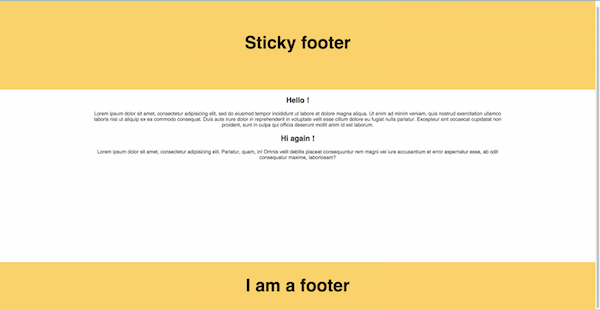 Sticky footer
Hello !
Lorem ipsum dolor sit amet, consectetur adipisicing elit, sed do eiusmod tempor incididunt ut labore et dolore magna aliqua. Ut enim ad minim veniam, quis nostrud exercitation ullamco
laboris nisi ut aliquip ex ea commodo consequat. Duis aute irure dolor in reprehenderit in voluptate velit esse cillum dolore eu fugiat nulla pariatur. Excepteur sint occaecat cupidatat non
proident, sunt in culpa qui officia deserunt mollit anim id est laborum.
Hi again !
Lorem ipsum dolor sit amet, consectetur adipisicing elit. Pariatur, quam, in! Omnis velit debitis placeat consequuntur rem magni vel iure accusantium et error aspernatur esse, ab odit
consequatur maxime, laboriosam?
I am a footer